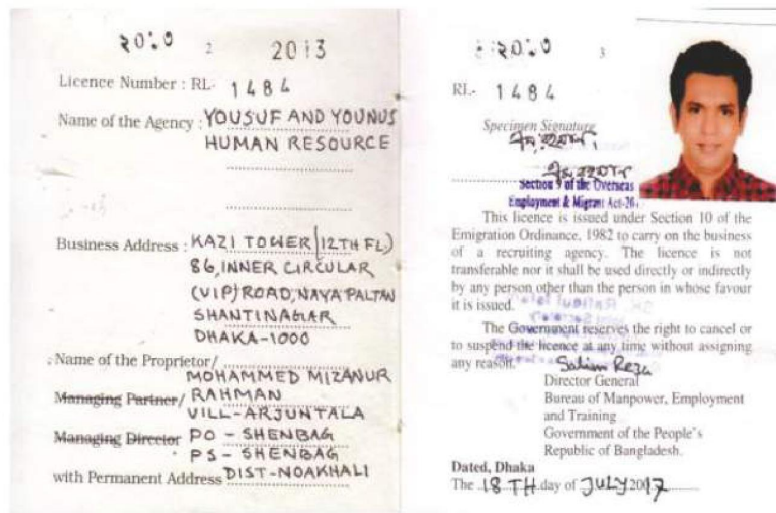 ২০১৩ 2 2013
Licence Number : RL- 1484
Name of the Agency : YOUSUF AND YOUNUS
HUMAN RESOURCE
Business Address : KAZI TOWER (12TH FL.)
86, INNER CIRCULAR
(VIP) ROAD, NAYA PALTAN
SHANTINAGAR
DHAKA-1000
Name of the Proprietor/
MOHAMMED MIZANUR
Managing Partner/ RAHMAN
VILL-ARJUNTALA
Managing Director PO - SHENBAG
PS - SHENBAG
with Permanent Address DIST-NOAKHALI
3
RL- 1484
Specimen Signature
Section 9 of the Overseas
Employment & Migrant Act-20
This licence is issued under Section 10 of the
Emigration Ordinance, 1982 to carry on the business
of a recruiting agency. The licence is not
transferable nor it shall be used directly or indirectly
by any person other than the person in whose favour
it is issued.
The Government reserves the right to cancel or
to suspend the licence at any time without assigning
any reason. Salim Reza
Director General
Bureau of Manpower, Employment
and Training
Government of the People's
Republic of Bangladesh.
Dated, Dhaka
The 18 TH day of JULY 2017